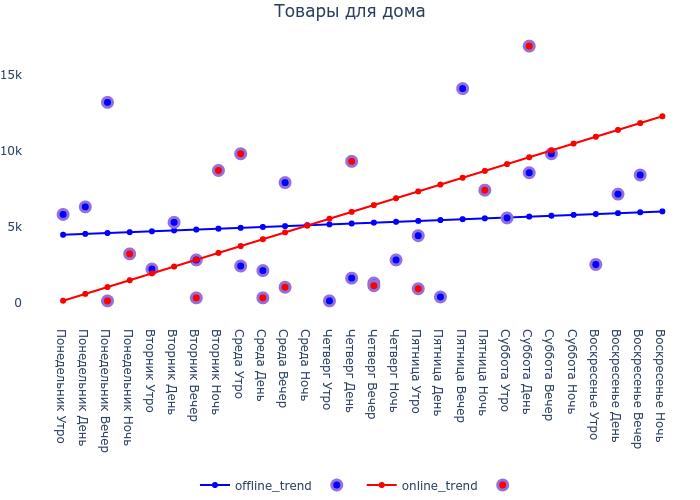 Товары для дома
15k
10k
5k
0
Понедельник Утро
Понедельник День
Понедельник Вечер
Понедельник Ночь
Вторник Утро
Вторник День
Вторник Вечер
Вторник Ночь
Среда Утро
Среда День
Среда Вечер
Среда Ночь
Четверг Утро
Четверг День
Четверг Вечер
Четверг Ночь
Пятница Утро
Пятница День
Пятница Вечер
Пятница Ночь
Суббота Утро
Суббота День
Суббота Вечер
Суббота Ночь
Воскресенье Утро
Воскресенье День
Воскресенье Вечер
Воскресенье Ночь
offline_trend
online_trend